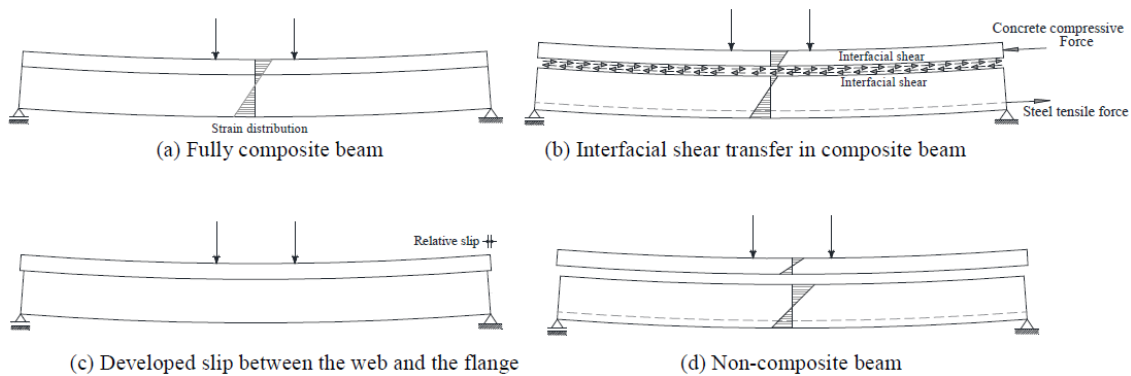 Strain distribution
(a) Fully composite beam
Concrete compressive
Force
Interfacial shear
Interfacial shear
Steel tensile force
(b) Interfacial shear transfer in composite beam
Relative slip
(c) Developed slip between the web and the flange
(d) Non-composite beam